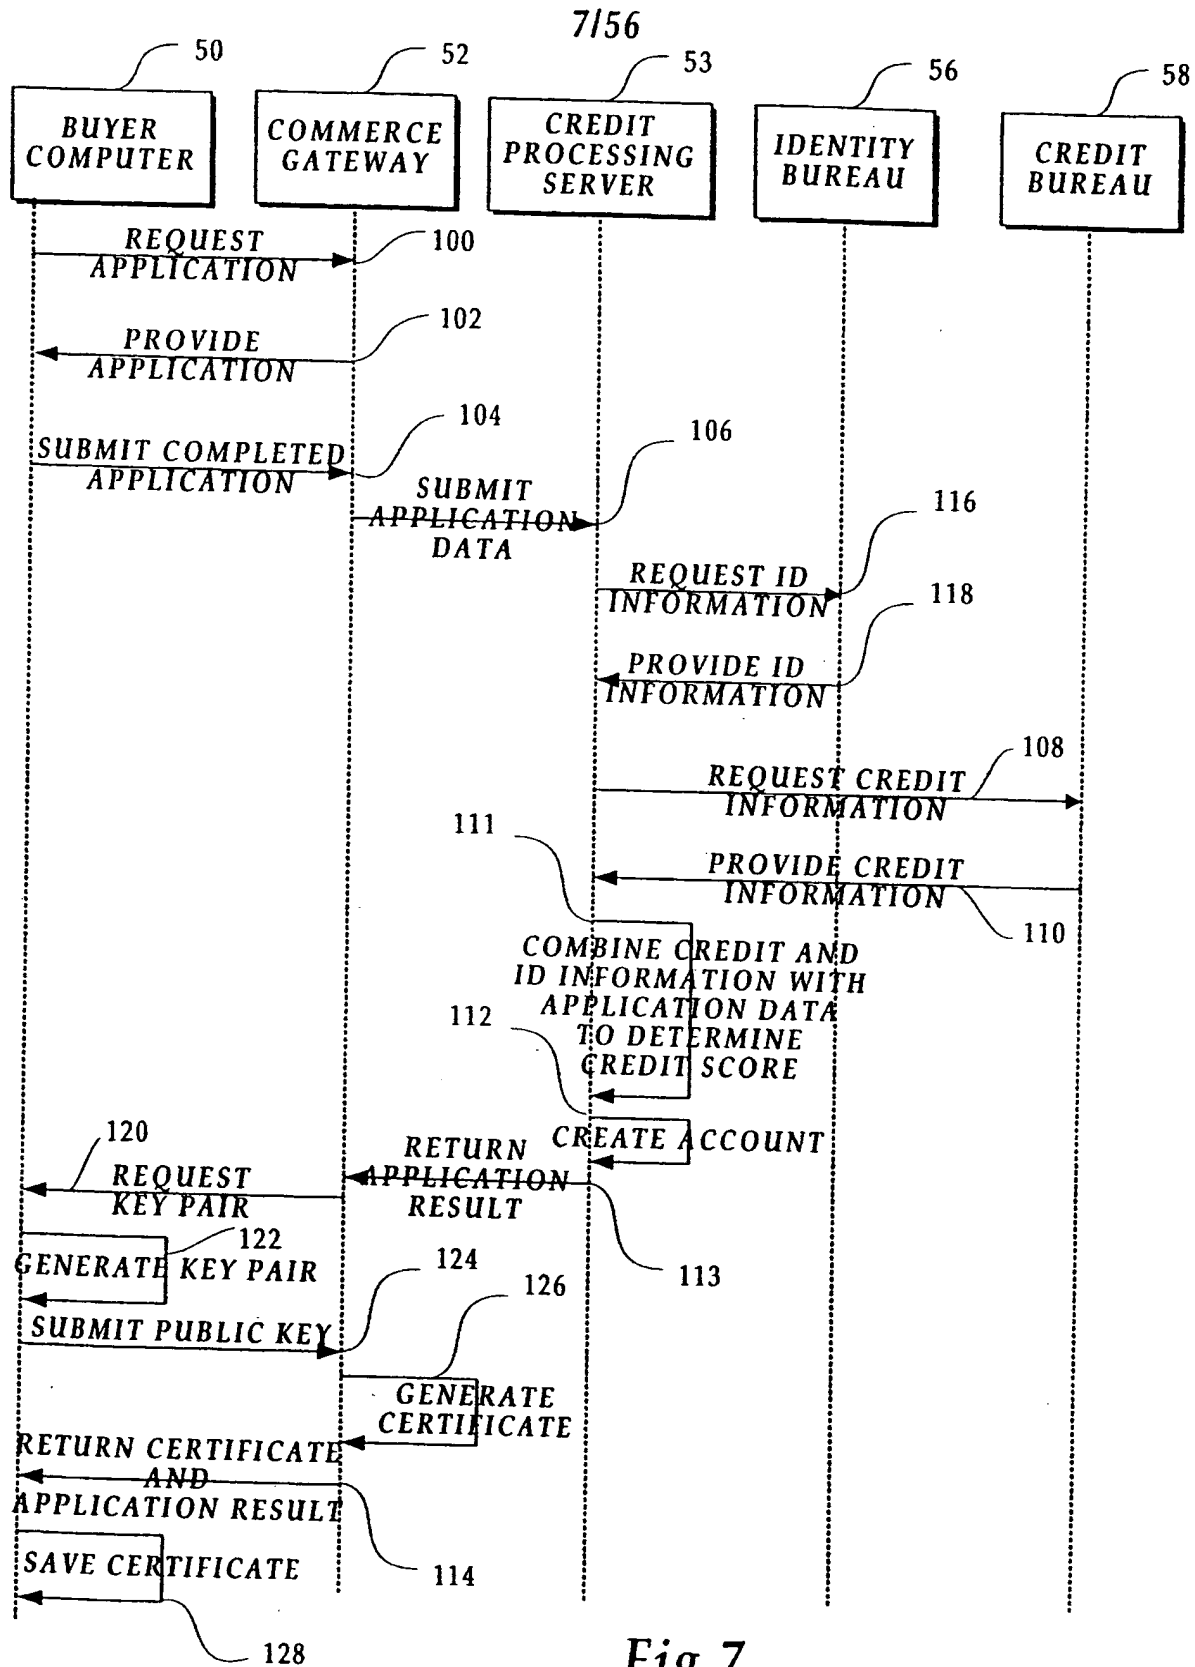 7/56
50
52
53
56
58
BUYER
COMPUTER
COMMERCE
GATEWAY
CREDIT
PROCESSING
SERVER
IDENTITY
BUREAU
CREDIT
BUREAU
REQUEST
APPLICATION
100
PROVIDE
APPLICATION
102
SUBMIT COMPLETED
APPLICATION
104
SUBMIT
APPLICATION
DATA
106
REQUEST ID
INFORMATION
116
PROVIDE ID
INFORMATION
118
REQUEST CREDIT
INFORMATION
108
PROVIDE CREDIT
INFORMATION
110
111
COMBINE CREDIT AND
ID INFORMATION WITH
APPLICATION DATA
TO DETERMINE
CREDIT SCORE
112
CREATE ACCOUNT
RETURN
APPLICATION
RESULT
113
120
REQUEST
KEY PAIR
122
GENERATE KEY PAIR
124
SUBMIT PUBLIC KEY
126
GENERATE
CERTIFICATE
RETURN CERTIFICATE
AND
APPLICATION RESULT
114
SAVE CERTIFICATE
128
Fig. 7